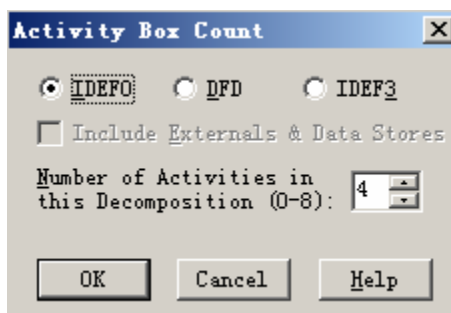 Activity Box Count
IDEF0 DFD IDEF3
Include Externals & Data Stores
Number of Activities in
this Decomposition (0-8): 4
OK Cancel Help